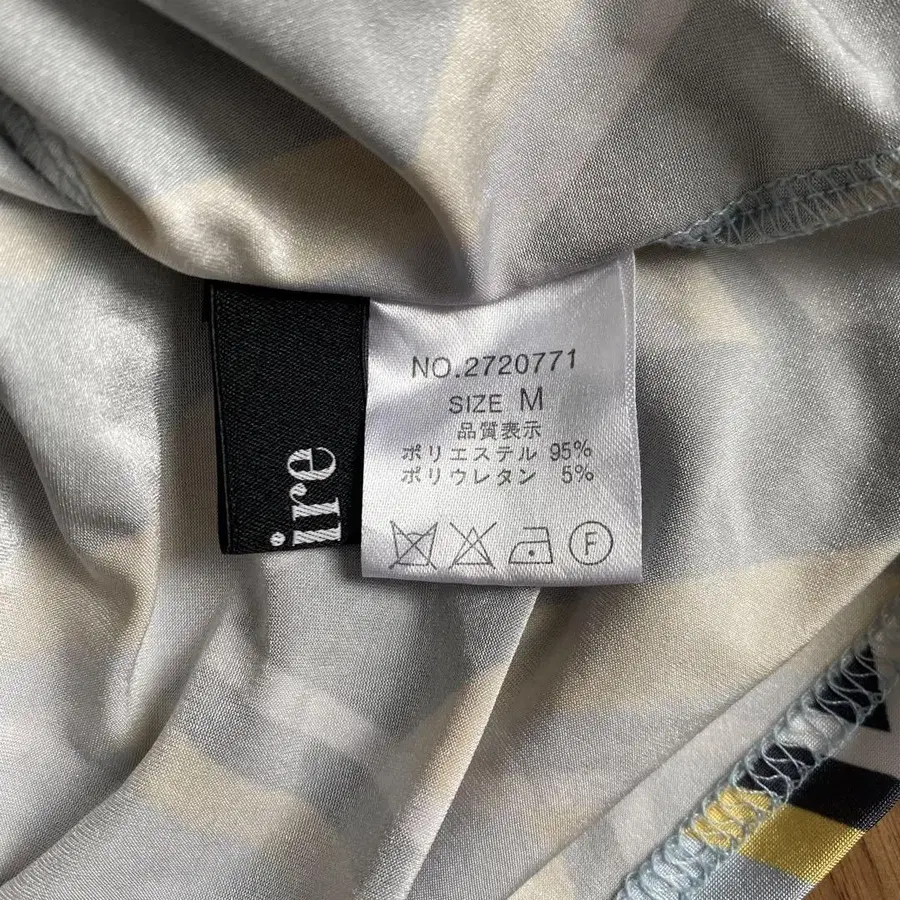 ire
NO.2720771
SIZE M
品質表示
ポリエステル 95%
ポリウレタン 5%
F